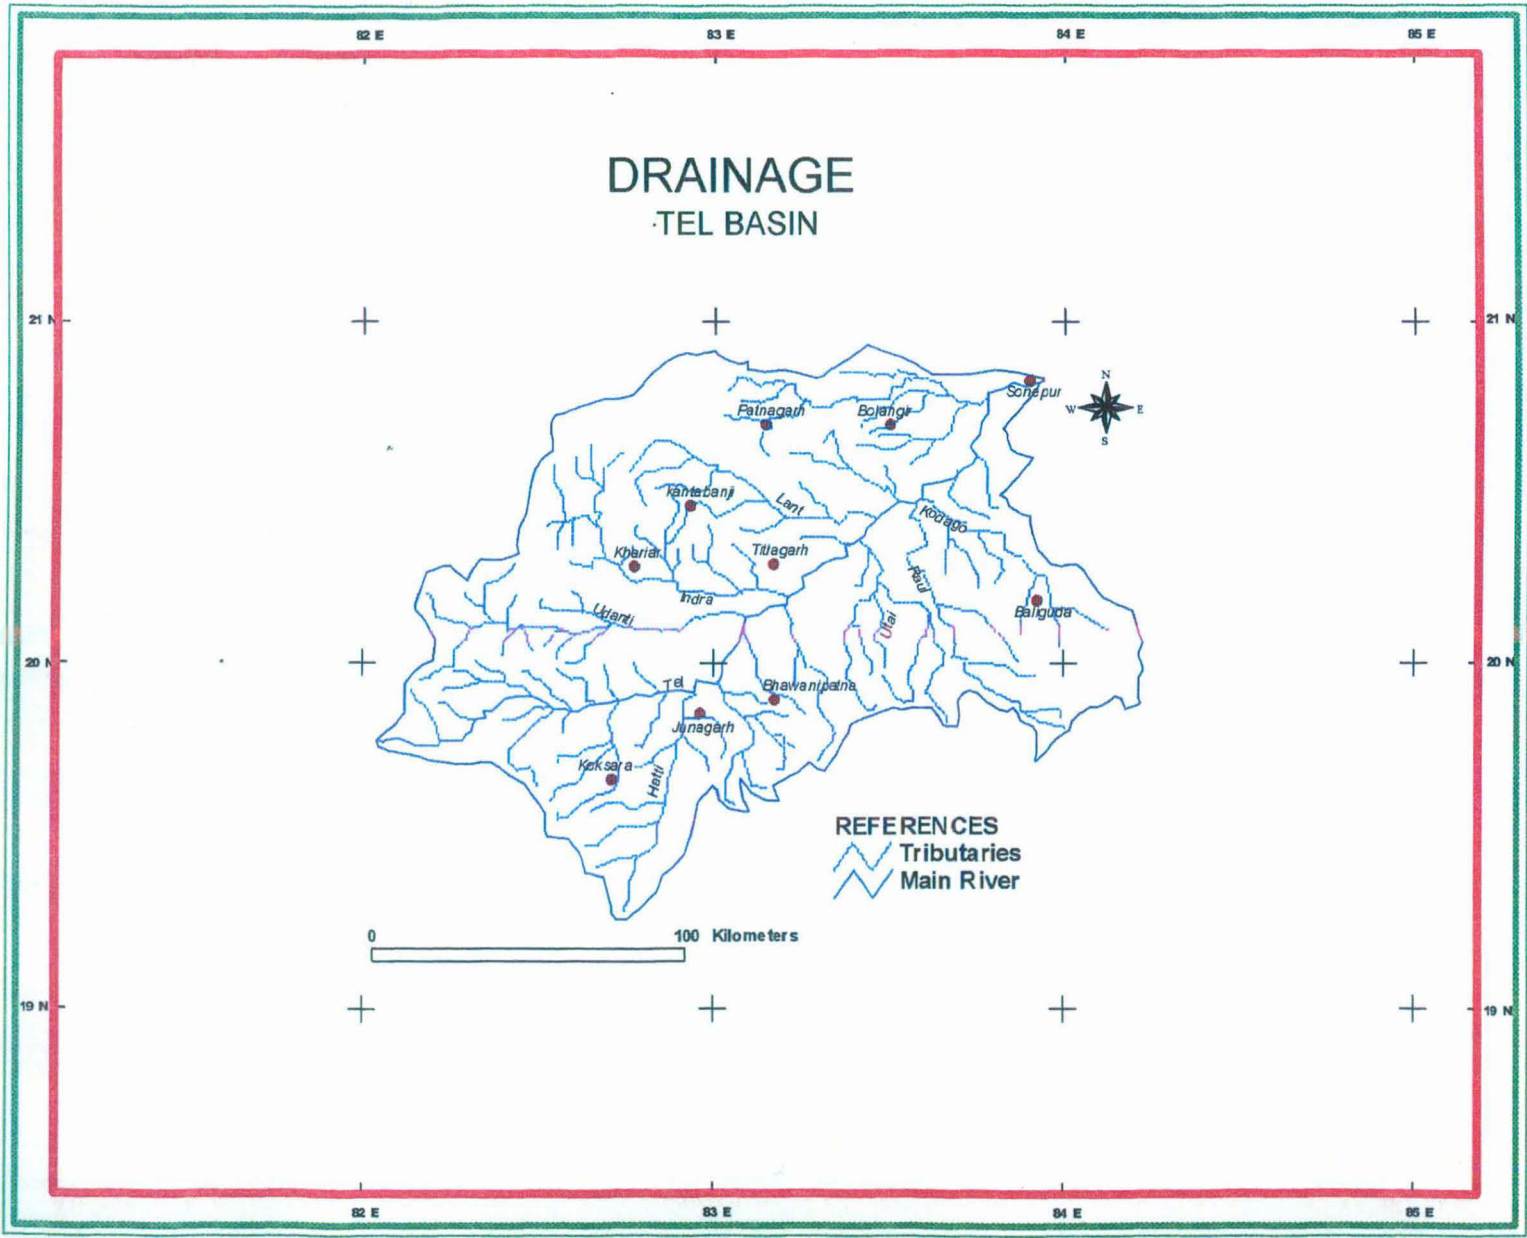 82 E 83 E 84 E 85 E
DRAINAGE
TEL BASIN
21 N 21 N
N
W E
S
Sonepur
Patnagarh Bolangir
Kantabanji
Lant
Kodago
Khariar Titlagarh
Raul
Indra
Baliguda
Udanti
Utai
20 N 20 N
Tel
Bhawanipatna
Junagarh
Koksara
Hatti
REFERENCES
Tributaries
Main River
0 100 Kilometers
19 N 19 N
82 E 83 E 84 E 85 E